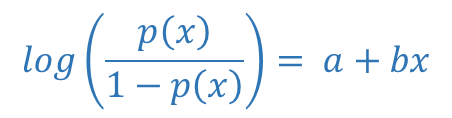 log(p(x)/(1 − p(x))) = a + bx